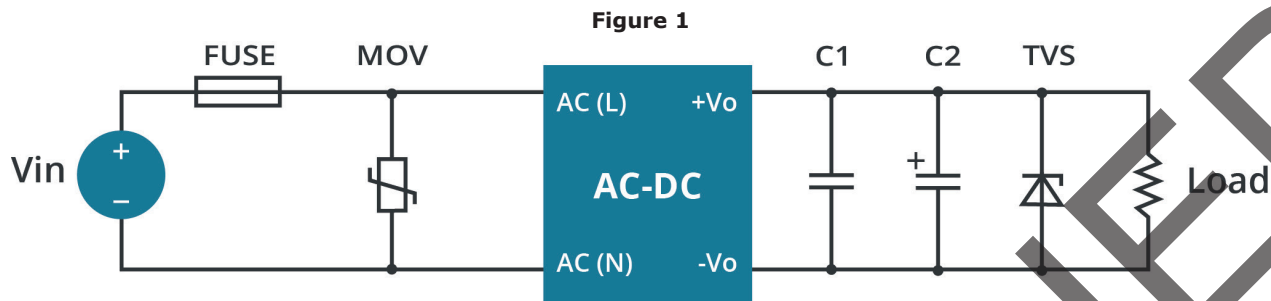 Figure 1
FUSE MOV C1 C2 TVS
AC (L) +Vo
Vin + − AC-DC + Load
AC (N) -Vo